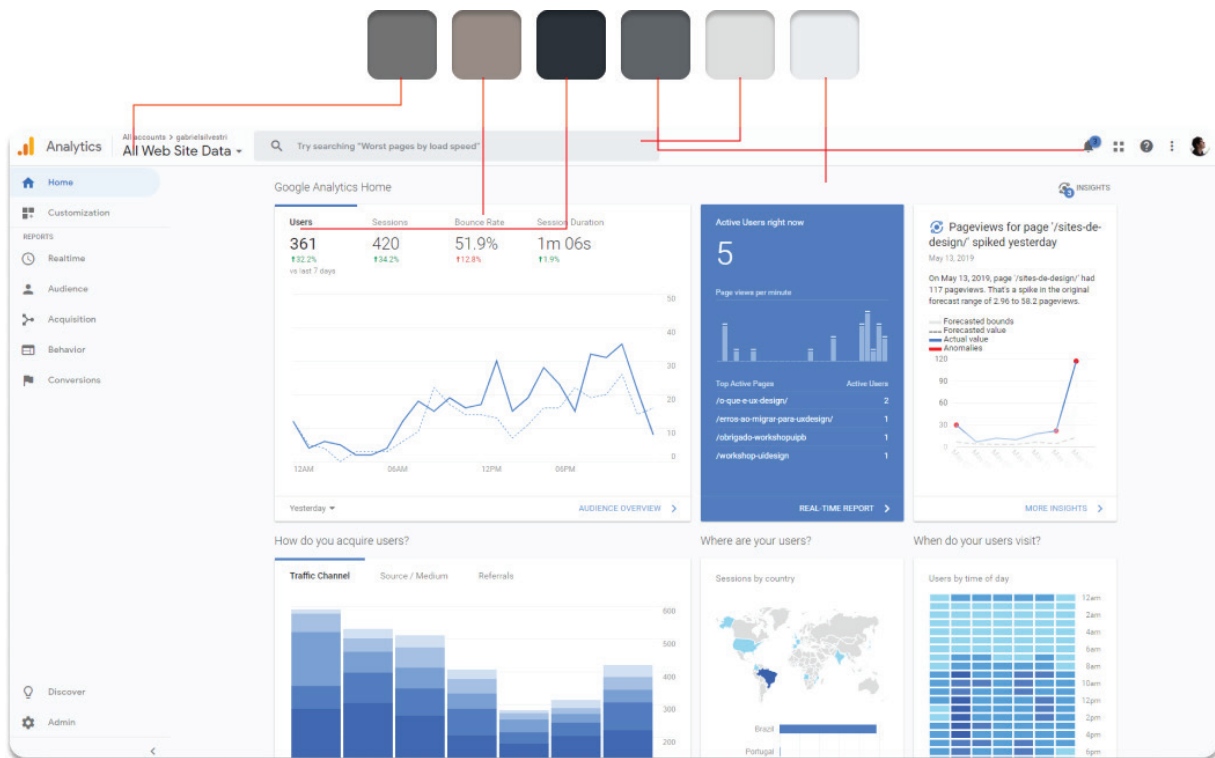 Analytics
All accounts > gabrielsilvestri
All Web Site Data
Try searching "Worst pages by load speed"
3
Home
Customization
REPORTS
Realtime
Audience
Acquisition
Behavior
Conversions
Discover
Admin
<
Google Analytics Home
3
INSIGHTS
Users
Sessions
Bounce Rate
Session Duration
361
420
51.9%
1m 06s
↑32.2%
↑34.2%
↑12.8%
↑1.9%
vs last 7 days
50
40
30
20
10
0
12AM
06AM
12PM
06PM
Yesterday
AUDIENCE OVERVIEW >
Active Users right now
5
Page views per minute
Top Active Pages Active Users
/o-que-e-ux-design/ 2
/erros-ao-migrar-para-uxdesign/ 1
/obrigado-workshopuipb 1
/workshop-uidesign 1
REAL-TIME REPORT >
Pageviews for page '/sites-de-
design/' spiked yesterday
May 13, 2019
On May 13, 2019, page '/sites-de-design/' had
117 pageviews. That's a spike in the original
forecast range of 2.96 to 58.2 pageviews.
Forecasted bounds
Forecasted value
Actual value
Anomalies
120
90
60
30
0
MORE INSIGHTS >
How do you acquire users?
Traffic Channel
Source / Medium
Referrals
600
500
400
300
200
Where are your users?
Sessions by country
Brazil
Portugal
When do your users visit?
Users by time of day
12am
2am
4am
6am
8am
10am
12pm
2pm
4pm
6pm